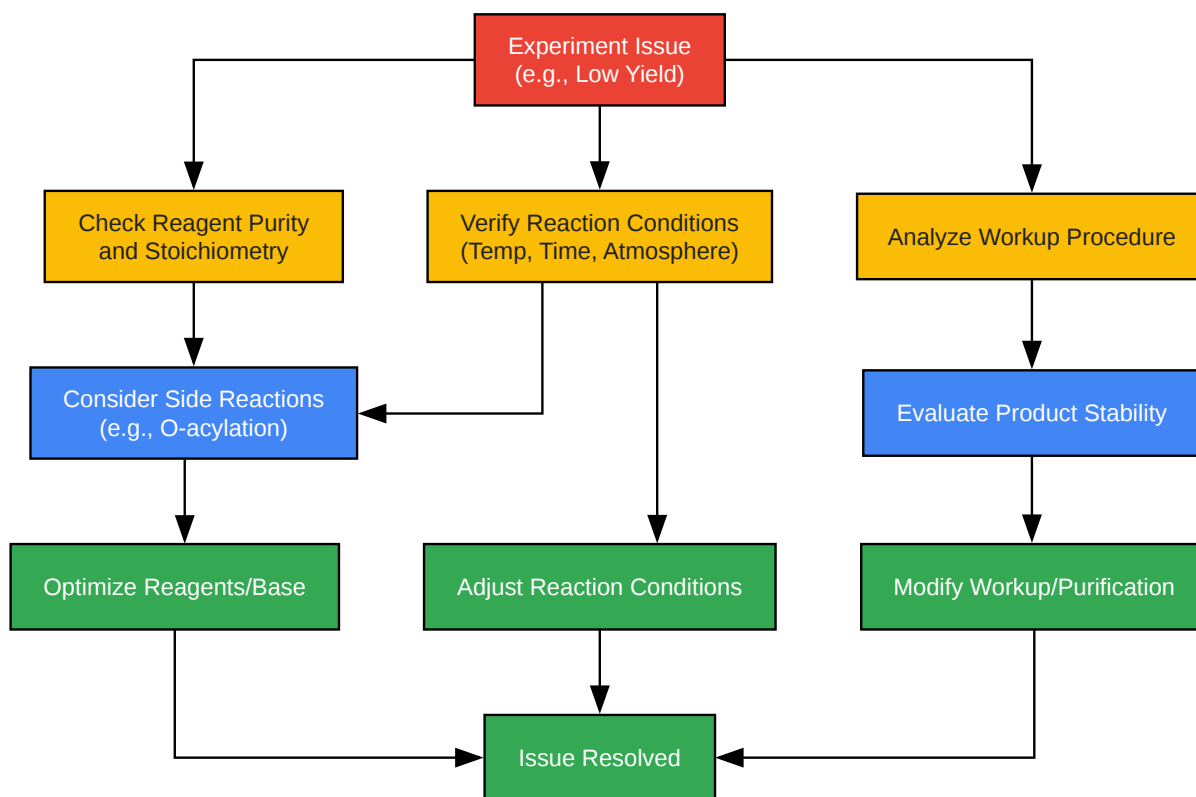 Experiment Issue
(e.g., Low Yield)
Check Reagent Purity
and Stoichiometry
Verify Reaction Conditions
(Temp, Time, Atmosphere)
Analyze Workup Procedure
Consider Side Reactions
(e.g., O-acylation)
Evaluate Product Stability
Optimize Reagents/Base
Adjust Reaction Conditions
Modify Workup/Purification
Issue Resolved